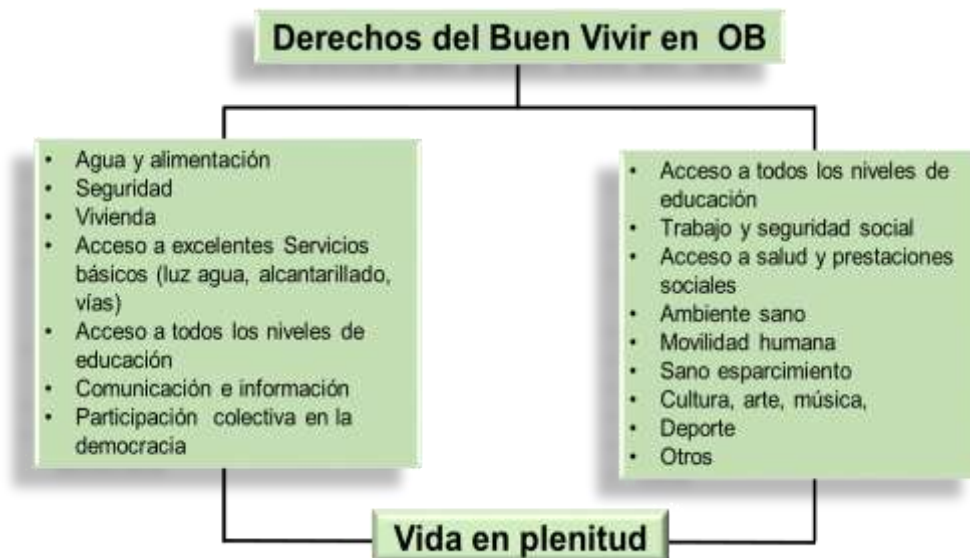 Derechos del Buen Vivir en OB
• Agua y alimentación
• Seguridad
• Vivienda
• Acceso a excelentes Servicios
básicos (luz agua, alcantarillado,
vías)
• Acceso a todos los niveles de
educación
• Comunicación e información
• Participación colectiva en la
democracia
• Acceso a todos los niveles de
educación
• Trabajo y seguridad social
• Acceso a salud y prestaciones
sociales
• Ambiente sano
• Movilidad humana
• Sano esparcimiento
• Cultura, arte, música,
• Deporte
• Otros
Vida en plenitud